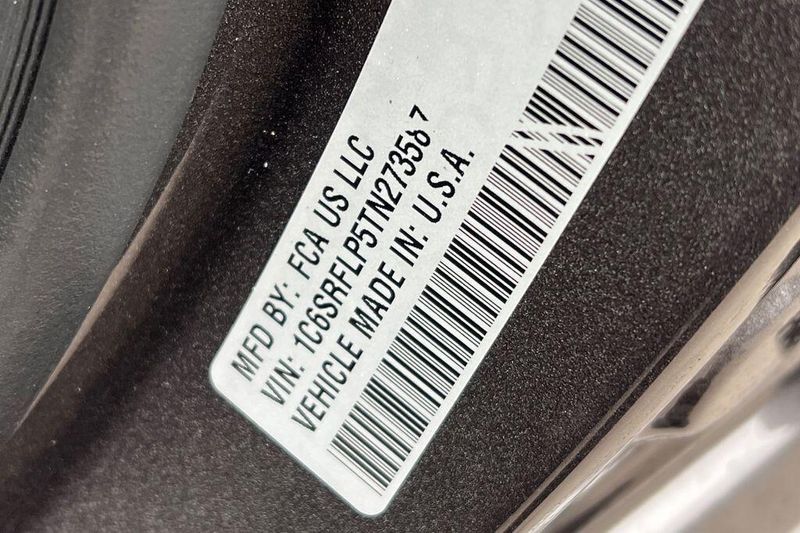 MFD BY: FCA US LLC
VIN: 1C6SRFLP5TN273587
VEHICLE MADE IN: U.S.A.